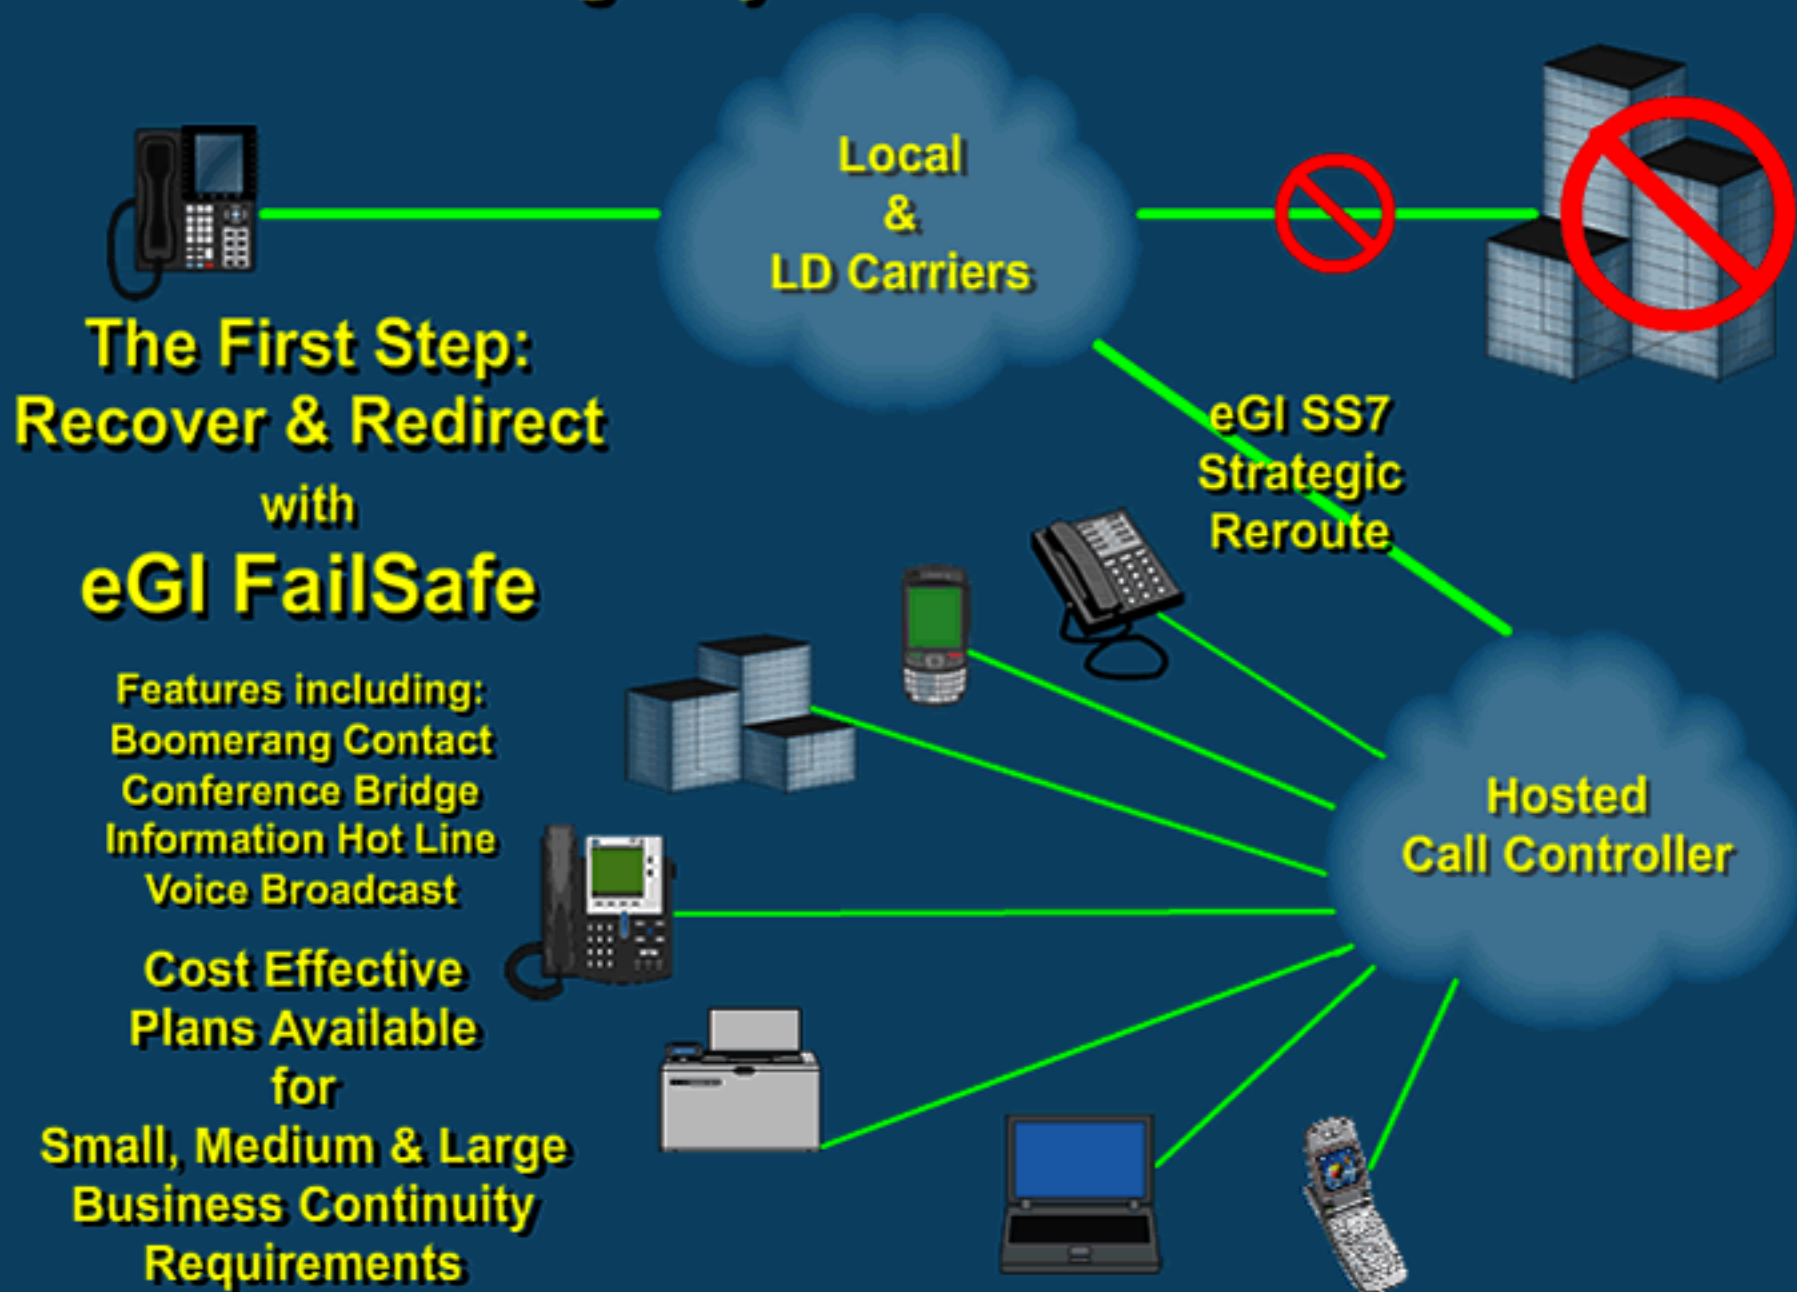 Local
&
LD Carriers
The First Step:
Recover & Redirect
with
eGI FailSafe
eGI SS7
Strategic
Reroute
Features including:
Boomerang Contact
Conference Bridge
Information Hot Line
Voice Broadcast
Hosted
Call Controller
Cost Effective
Plans Available
for
Small, Medium & Large
Business Continuity
Requirements